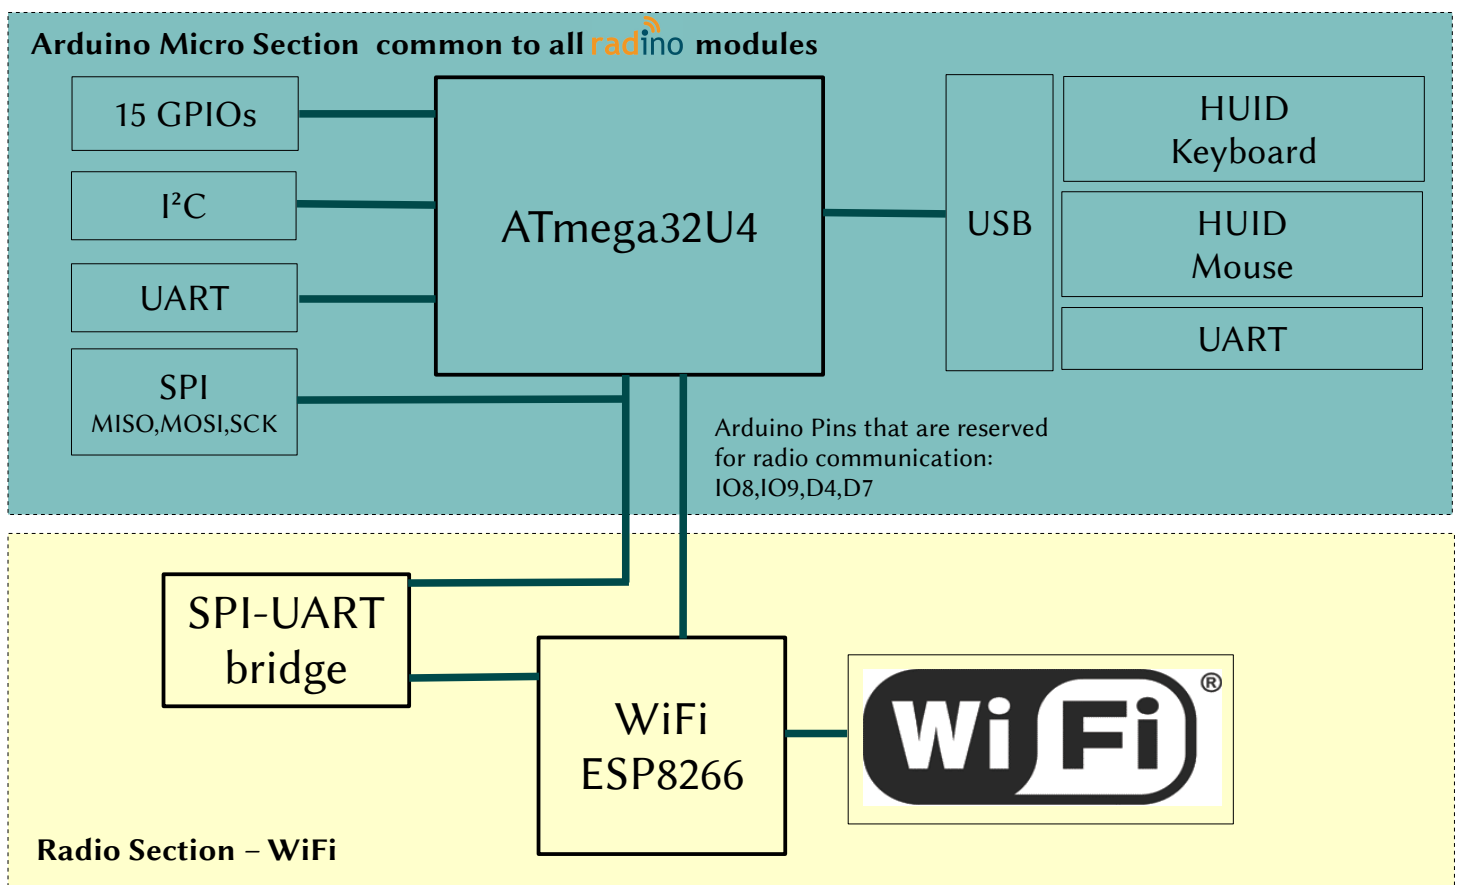 Arduino Micro Section common to all radino modules
15 GPIOs
I²C
UART
SPI
MISO,MOSI,SCK
ATmega32U4
USB
HUID
Keyboard
HUID
Mouse
UART
Arduino Pins that are reserved
for radio communication:
IO8,IO9,D4,D7
SPI-UART
bridge
WiFi
ESP8266
Wi Fi ®
Radio Section – WiFi